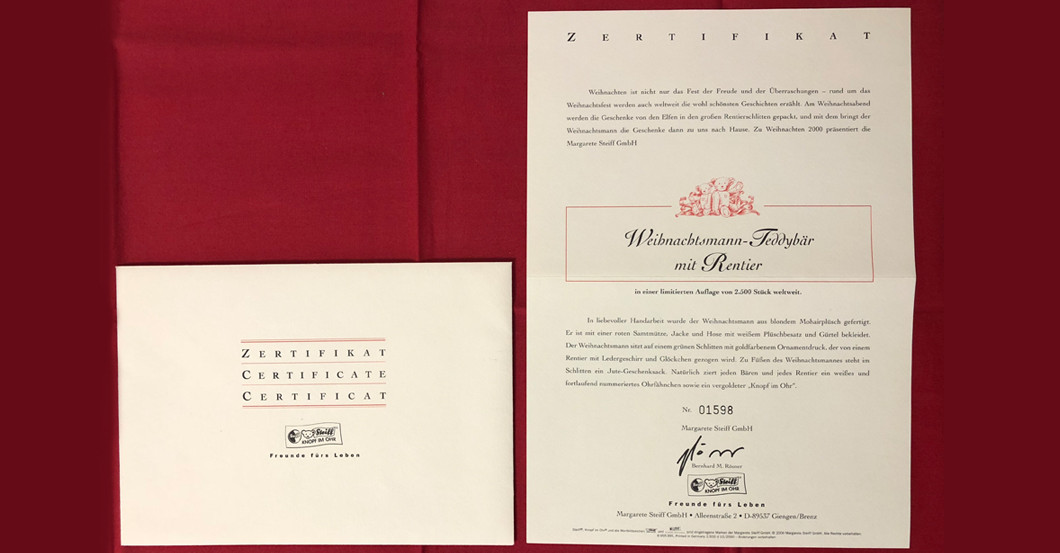 ZERTIFIKAT
CERTIFICATE
CERTIFICAT
Steiff
KNOPF IM OHR
Freunde fürs Leben
ZERTIFIKAT
Weihnachten ist nicht nur das Fest der Freude und der Überraschungen – rund um das
Weihnachtsfest werden auch weltweit die wohl schönsten Geschichten erzählt. Am Weihnachtsabend
werden die Geschenke von den Elfen in den großen Rentierschlitten gepackt, und mit dem bringt der
Weihnachtsmann die Geschenke dann zu uns nach Hause. Zu Weihnachten 2000 präsentiert die
Margarete Steiff GmbH
Weihnachtsmann-Teddybär
mit Rentier
in einer limitierten Auflage von 2.500 Stück weltweit.
In liebevoller Handarbeit wurde der Weihnachtsmann aus blondem Mohairplüsch gefertigt.
Er ist mit einer roten Samtmütze, Jacke und Hose mit weißem Plüschbesatz und Gürtel bekleidet.
Der Weihnachtsmann sitzt auf einem grünen Schlitten mit goldfarbenem Ornamentdruck, der von einem
Rentier mit Ledergeschirr und Glöckchen gezogen wird. Zu Füßen des Weihnachtsmannes steht im
Schlitten ein Jute-Geschenksack. Natürlich ziert jeden Bären und jedes Rentier ein weißes und
fortlaufend nummeriertes Ohrfähnchen sowie ein vergoldeter „Knopf im Ohr“.
Nr. 01598
Margarete Steiff GmbH
Bernhard M. Rösner
Steiff
KNOPF IM OHR
Freunde fürs Leben
Margarete Steiff GmbH • Alleenstraße 2 • D-89537 Giengen/Brenz